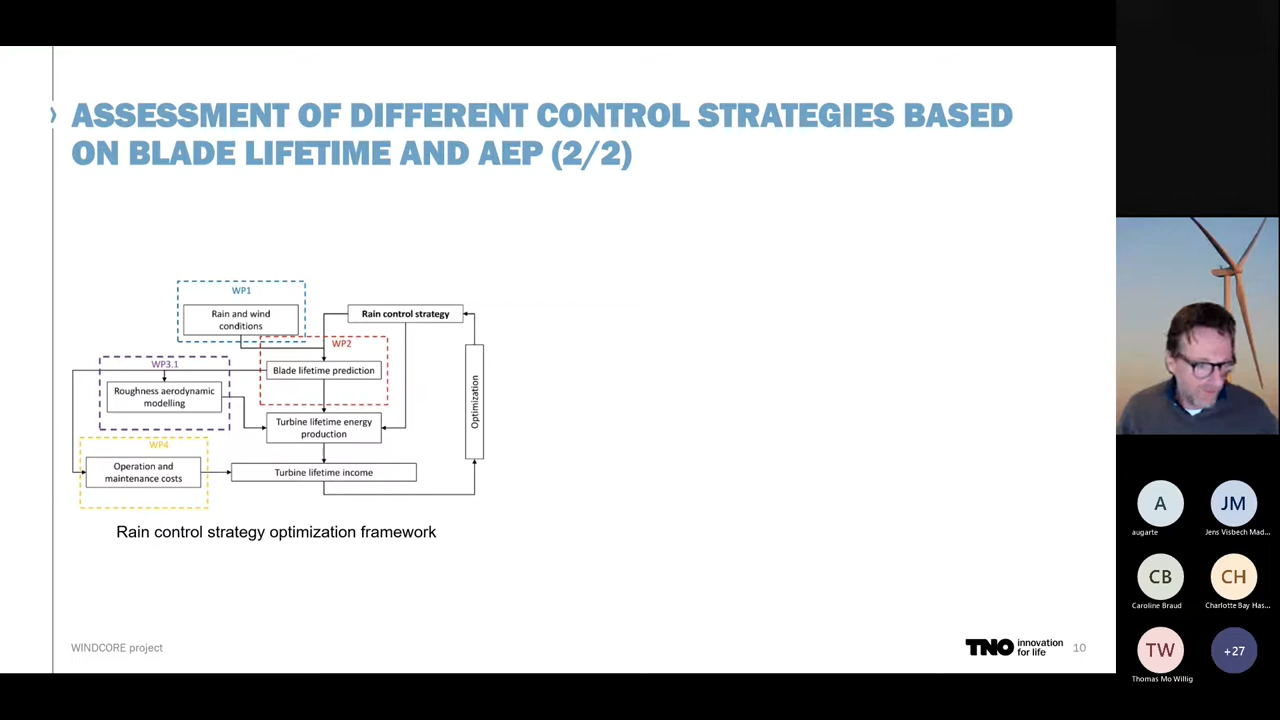 ASSESSMENT OF DIFFERENT CONTROL STRATEGIES BASED
ON BLADE LIFETIME AND AEP (2/2)
WP1
Rain and wind
conditions
Rain control strategy
WP2
Blade lifetime prediction
WP3.1
Roughness aerodynamic
modelling
Turbine lifetime energy
production
Optimization
WP4
Operation and
maintenance costs
Turbine lifetime income
Rain control strategy optimization framework
WINDCORE project
TNO innovation
for life
10
A
augarte
JM
Jens Visbech Mad...
CB
Caroline Braud
CH
Charlotte Bay Has...
TW
Thomas Mo Willig
+27